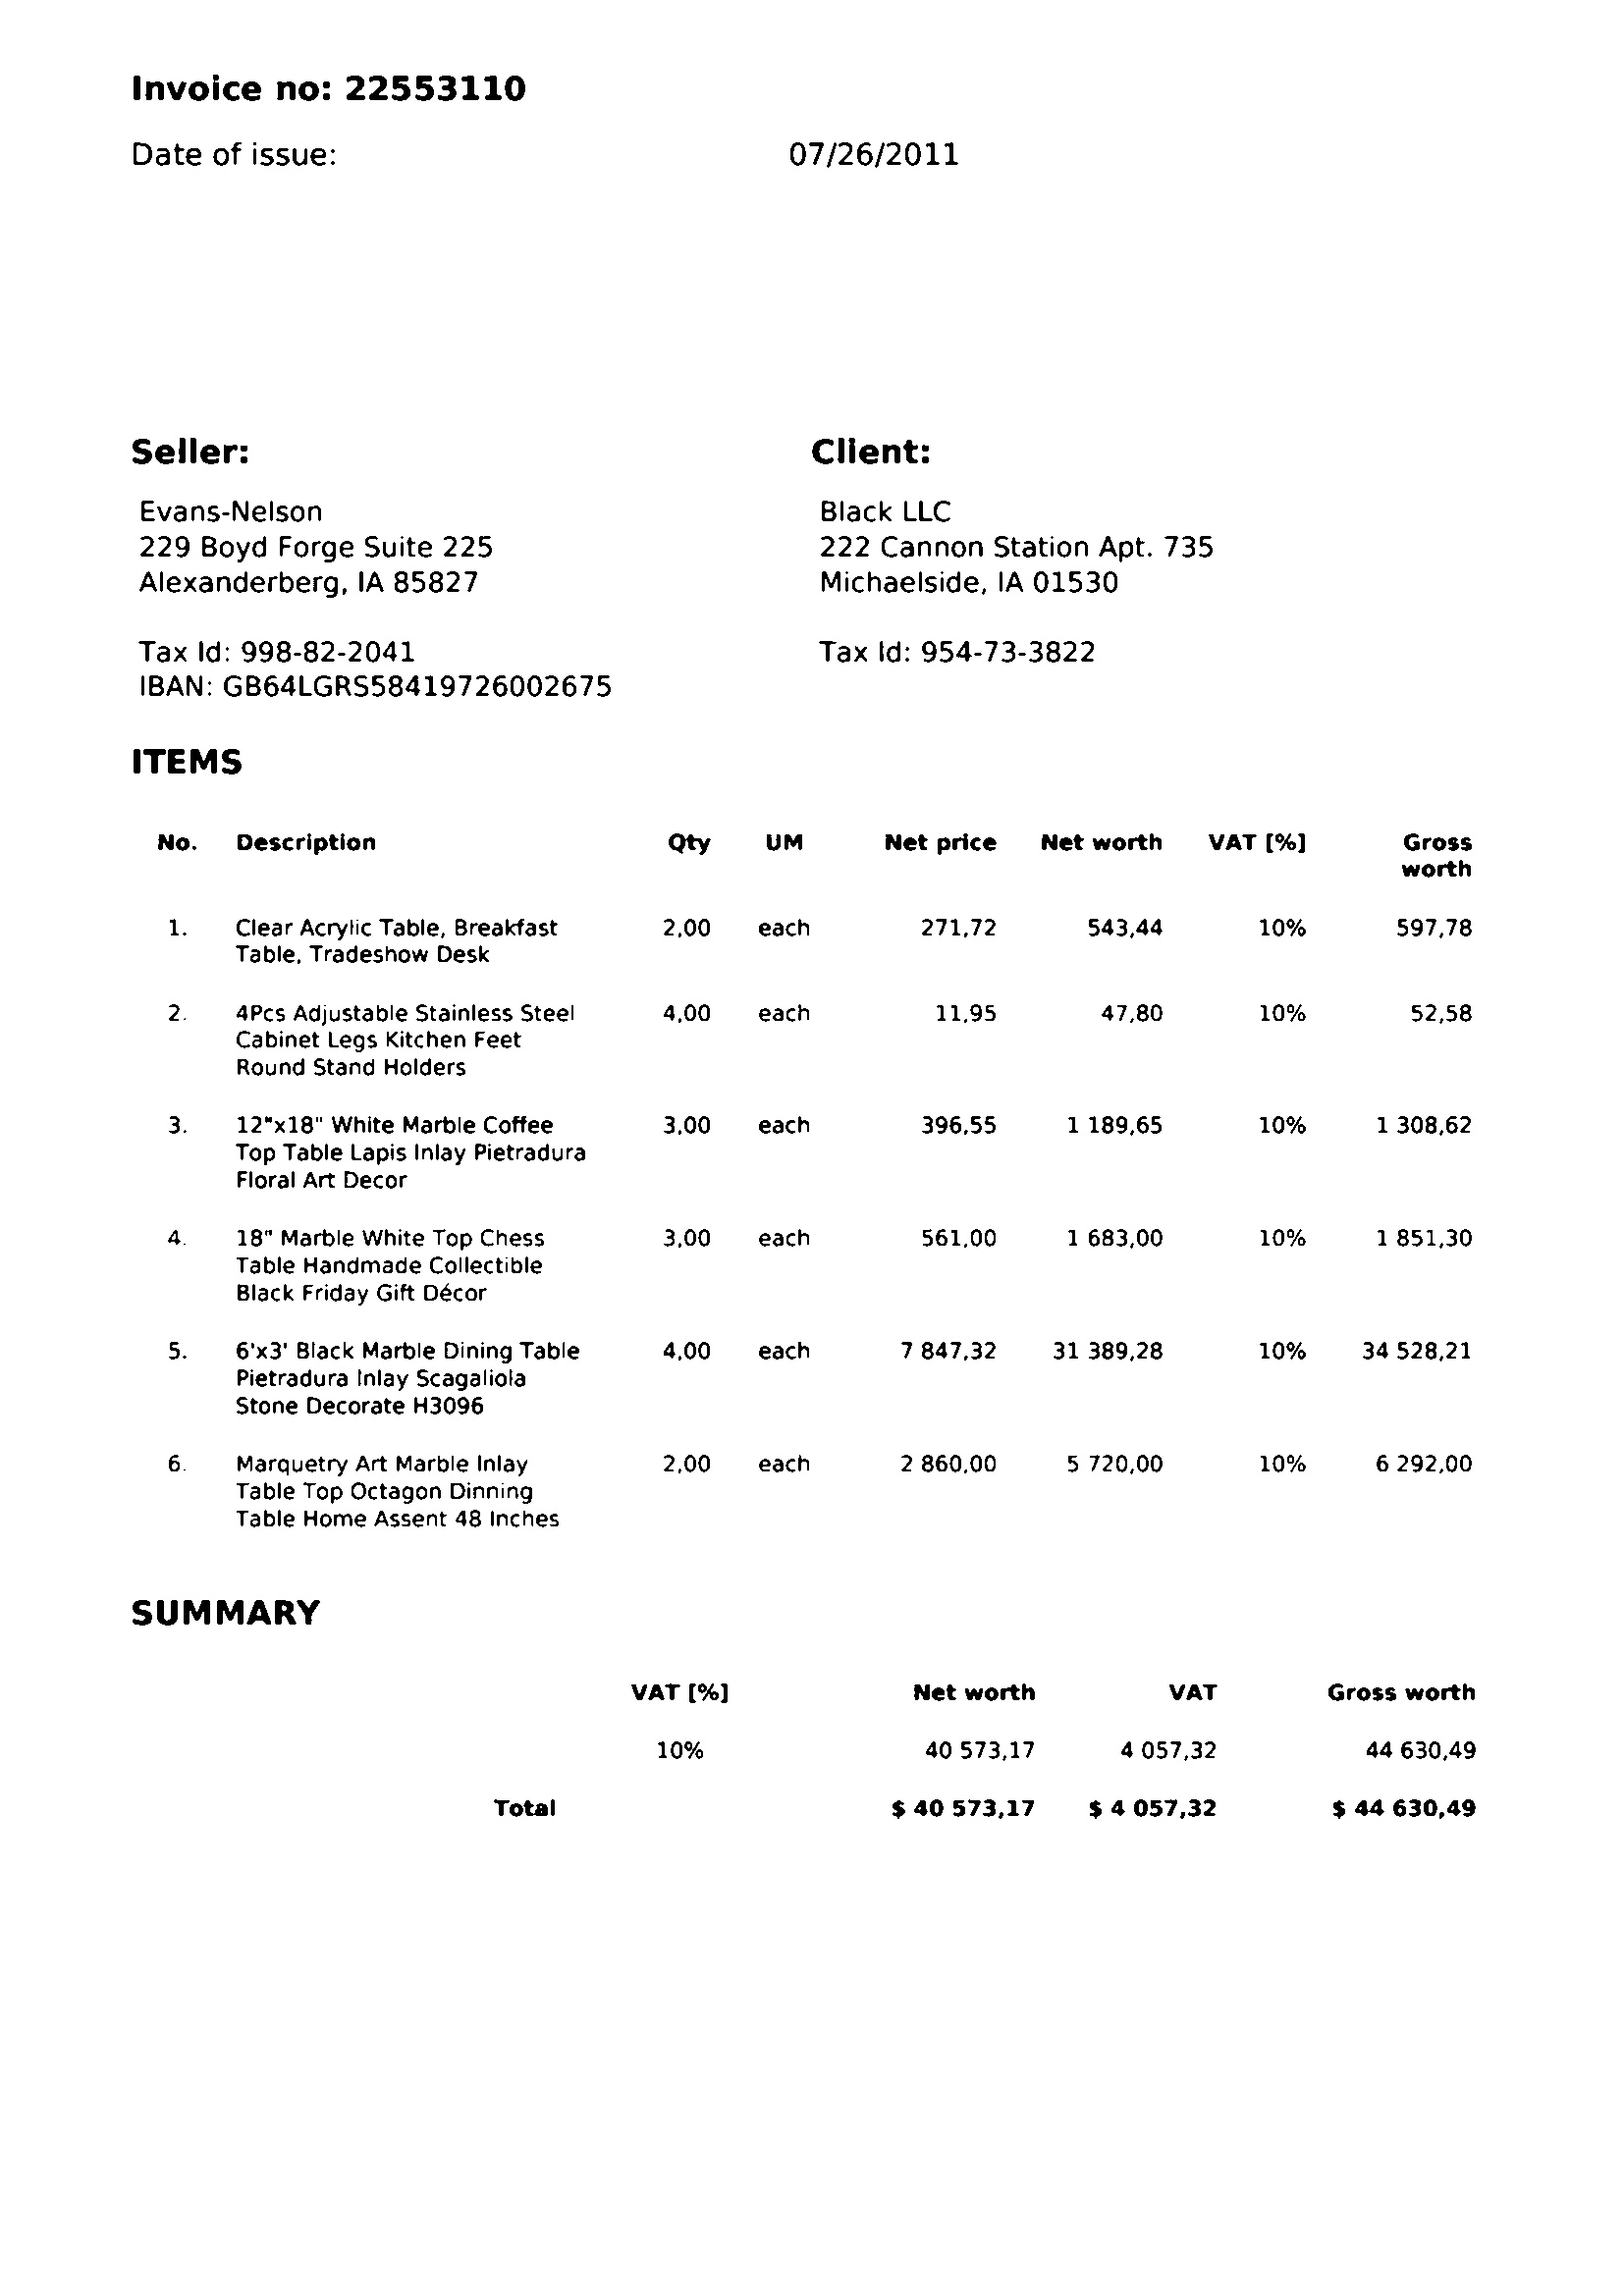 Invoice no: 22553110
Date of issue: 07/26/2011
Seller: Client:
Evans-Nelson Black LLC
229 Boyd Forge Suite 225 222 Cannon Station Apt. 735
Alexanderberg, IA 85827 Michaelside, IA 01530
Tax Id: 998-82-2041 Tax Id: 954-73-3822
IBAN: GB64LGRS58419726002675
ITEMS
No. Description Qty UM Net price Net worth VAT [%] Gross
worth
1. Clear Acrylic Table, Breakfast 2,00 each 271,72 543,44 10% 597,78
Table, Tradeshow Desk
2. 4Pcs Adjustable Stainless Steel 4,00 each 11,95 47,80 10% 52,58
Cabinet Legs Kitchen Feet
Round Stand Holders
3. 12"x18" White Marble Coffee 3,00 each 396,55 1 189,65 10% 1 308,62
Top Table Lapis Inlay Pietradura
Floral Art Decor
4. 18" Marble White Top Chess 3,00 each 561,00 1 683,00 10% 1 851,30
Table Handmade Collectible
Black Friday Gift Décor
5. 6'x3' Black Marble Dining Table 4,00 each 7 847,32 31 389,28 10% 34 528,21
Pietradura Inlay Scagaliola
Stone Decorate H3096
6. Marquetry Art Marble Inlay 2,00 each 2 860,00 5 720,00 10% 6 292,00
Table Top Octagon Dinning
Table Home Assent 48 Inches
SUMMARY
VAT [%] Net worth VAT Gross worth
10% 40 573,17 4 057,32 44 630,49
Total $ 40 573,17 $ 4 057,32 $ 44 630,49